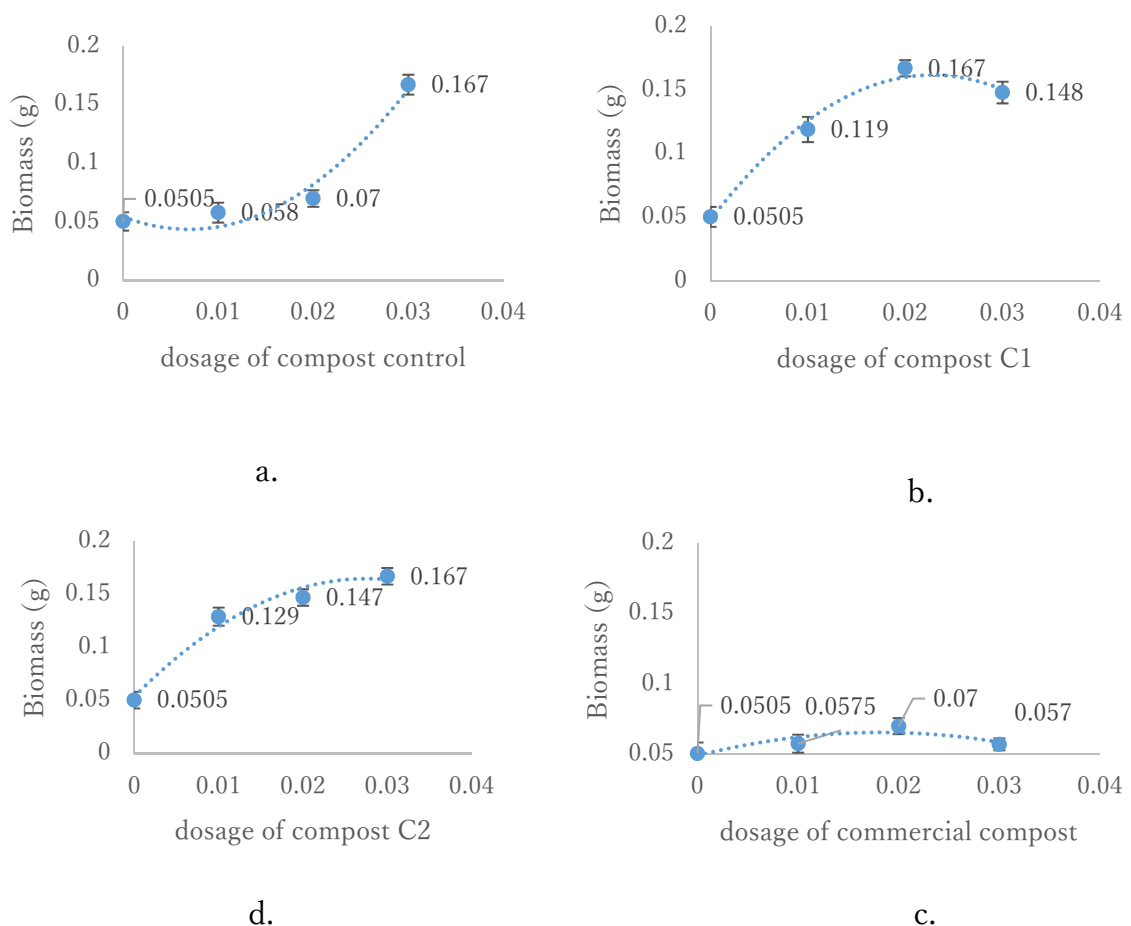 0.2
0.15
0.1
0.05
0
Biomass (g)
0.0505
0.058
0.07
0.167
0 0.01 0.02 0.03 0.04
dosage of compost control
a.
0.2
0.15
0.1
0.05
0
Biomass (g)
0.0505
0.119
0.167
0.148
0 0.01 0.02 0.03 0.04
dosage of compost C1
b.
0.2
0.15
0.1
0.05
0
Biomass (g)
0.0505
0.129
0.147
0.167
0 0.01 0.02 0.03 0.04
dosage of compost C2
d.
0.2
0.15
0.1
0.05
Biomass (g)
0.0505
0.0575
0.07
0.057
0 0.01 0.02 0.03 0.04
dosage of commercial compost
c.